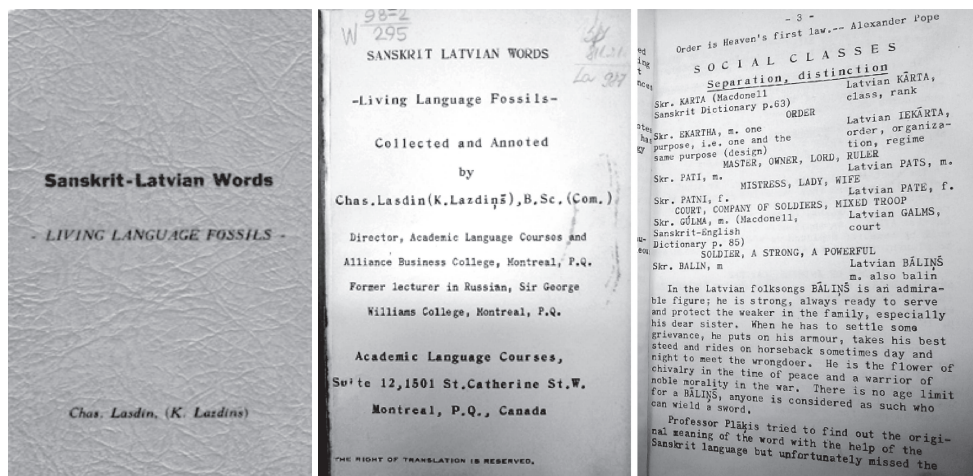 Sanskrit-Latvian Words
- LIVING LANGUAGE FOSSILS -
Chas. Lasdin, (K. Lazdins)
98-2
W 295
La
SANSKRIT LATVIAN WORDS
-Living Language Fossils-
Collected and Annoted
by
Chas.Lasdin(K.Lazdiņš),B.Sc.(Com.)
Director, Academic Language Courses and
Alliance Business College, Montreal, P.Q.
Former lecturer in Russian, Sir George
Williams College, Montreal, P.Q.
Academic Language Courses,
Suite 12,1501 St.Catherine St.W.
Montreal, P.Q., Canada
THE RIGHT OF TRANSLATION IS RESERVED.
- 3 -
Order is Heaven's first law.-- Alexander Pope
SOCIAL CLASSES
Separation, distinction
Skr. KARTA (Macdonell Latvian KĀRTA,
Sanskrit Dictionary p.63) class, rank
ORDER
Skr. EKARTHA, m. one Latvian IEKĀRTA,
purpose, i.e. one and the order, organiza-
same purpose (design) tion, regime
MASTER, OWNER, LORD, RULER
Skr. PATI, m. Latvian PATS, m.
MISTRESS, LADY, WIFE
Skr. PATNI, f. Latvian PATE, f.
COURT, COMPANY OF SOLDIERS, MIXED TROOP
Skr. GULMA, m. (Macdonell, Latvian GALMS,
Sanskrit-English court
Dictionary p. 85)
SOLDIER, A STRONG, A POWERFUL
Skr. BALIN, m Latvian BĀLIŅŠ
m. also balin
In the Latvian folksongs BĀLIŅŠ is an admira-
ble figure; he is strong, always ready to serve
and protect the weaker in the family, especially
his dear sister. When he has to settle some
grievance, he puts on his armour, takes his best
steed and rides on horseback sometimes day and
night to meet the wrongdoer. He is the flower of
chivalry in the time of peace and a warrior of
noble morality in the war. There is no age limit
for a BĀLIŅŠ, anyone is considered as such who
can wield a sword.
Professor Plāķis tried to find out the origi-
nal meaning of the word with the help of the
Sanskrit language but unfortunately missed the